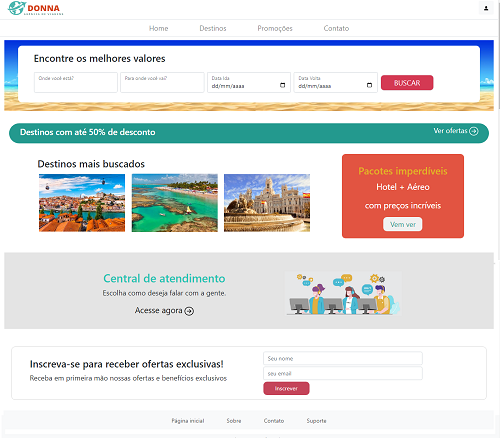 DONNA
AGÊNCIA DE VIAGENS
Home Destinos Promoções Contato
Encontre os melhores valores
Onde você está? Para onde você vai? Data Ida Data Volta
dd/mm/aaaa dd/mm/aaaa BUSCAR
Destinos com até 50% de desconto Ver ofertas
Destinos mais buscados
Pacotes imperdíveis
Hotel + Aéreo
com preços incríveis
Vem ver
Central de atendimento
Escolha como deseja falar com a gente.
Acesse agora
Inscreva-se para receber ofertas exclusivas!
Receba em primeira mão nossas ofertas e benefícios exclusivos
Seu nome
seu email
Inscrever
Página inicial Sobre Contato Suporte